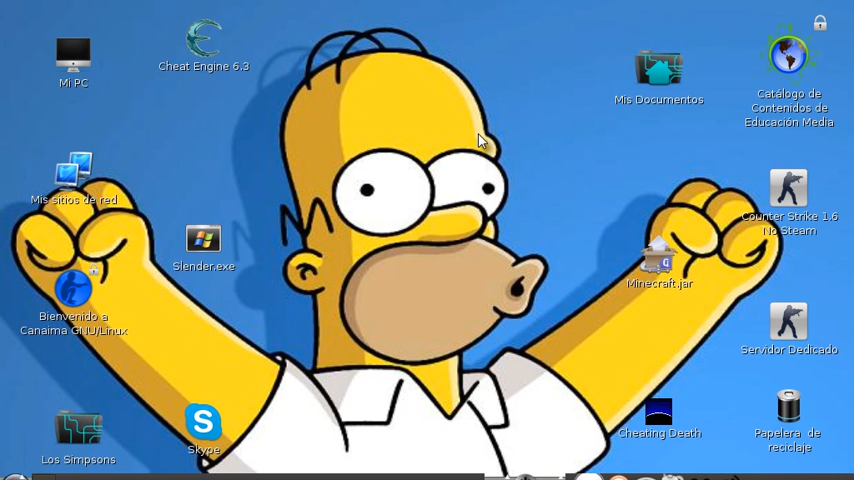 Mi PC
Cheat Engine 6.3
Mis Documentos
Catálogo de
Contenidos de
Educación Media
Mis sitios de red
Slender.exe
Counter Strike 1.6
No Steam
Minecraft.jar
Bienvenido a
Canaima GNU/Linux
Servidor Dedicado
Los Simpsons
Skype
Cheating Death
Papelera de
reciclaje